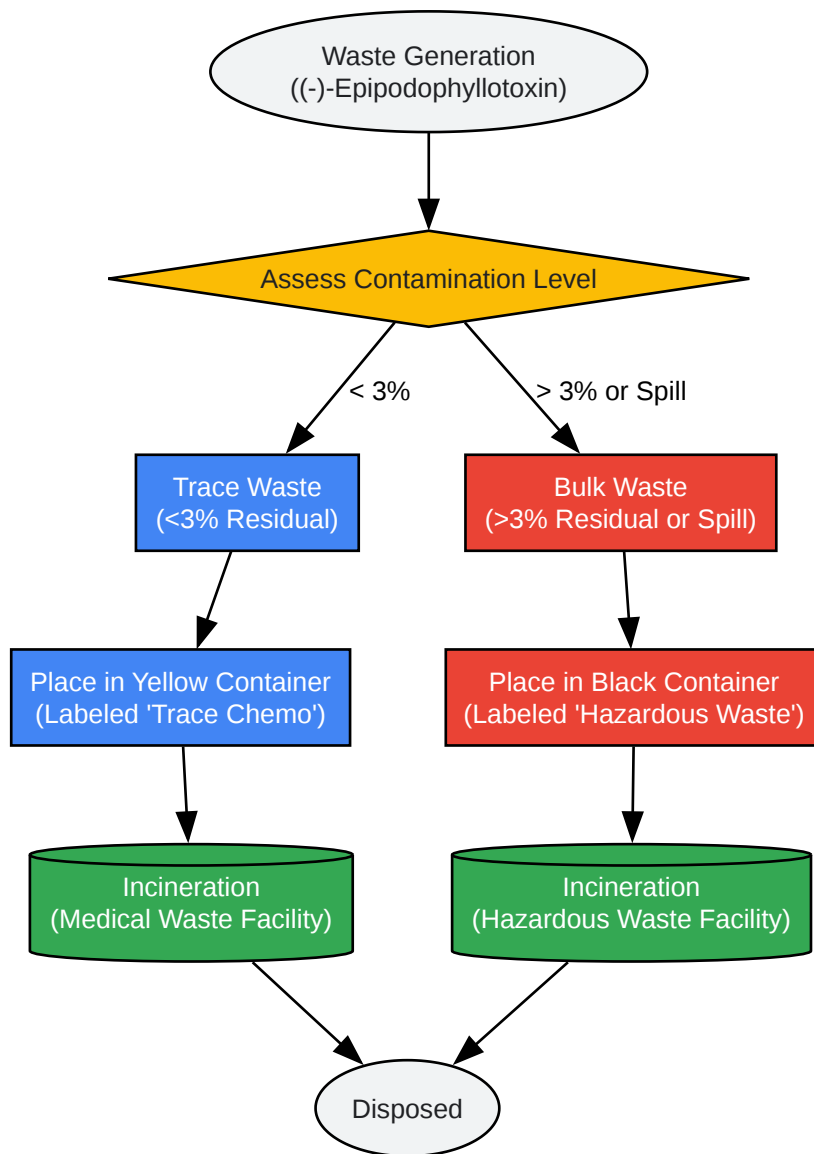 Waste Generation
((-)-Epipodophyllotoxin)
Assess Contamination Level
< 3%
> 3% or Spill
Trace Waste
(<3% Residual)
Bulk Waste
(>3% Residual or Spill)
Place in Yellow Container
(Labeled 'Trace Chemo')
Place in Black Container
(Labeled 'Hazardous Waste')
Incineration
(Medical Waste Facility)
Incineration
(Hazardous Waste Facility)
Disposed